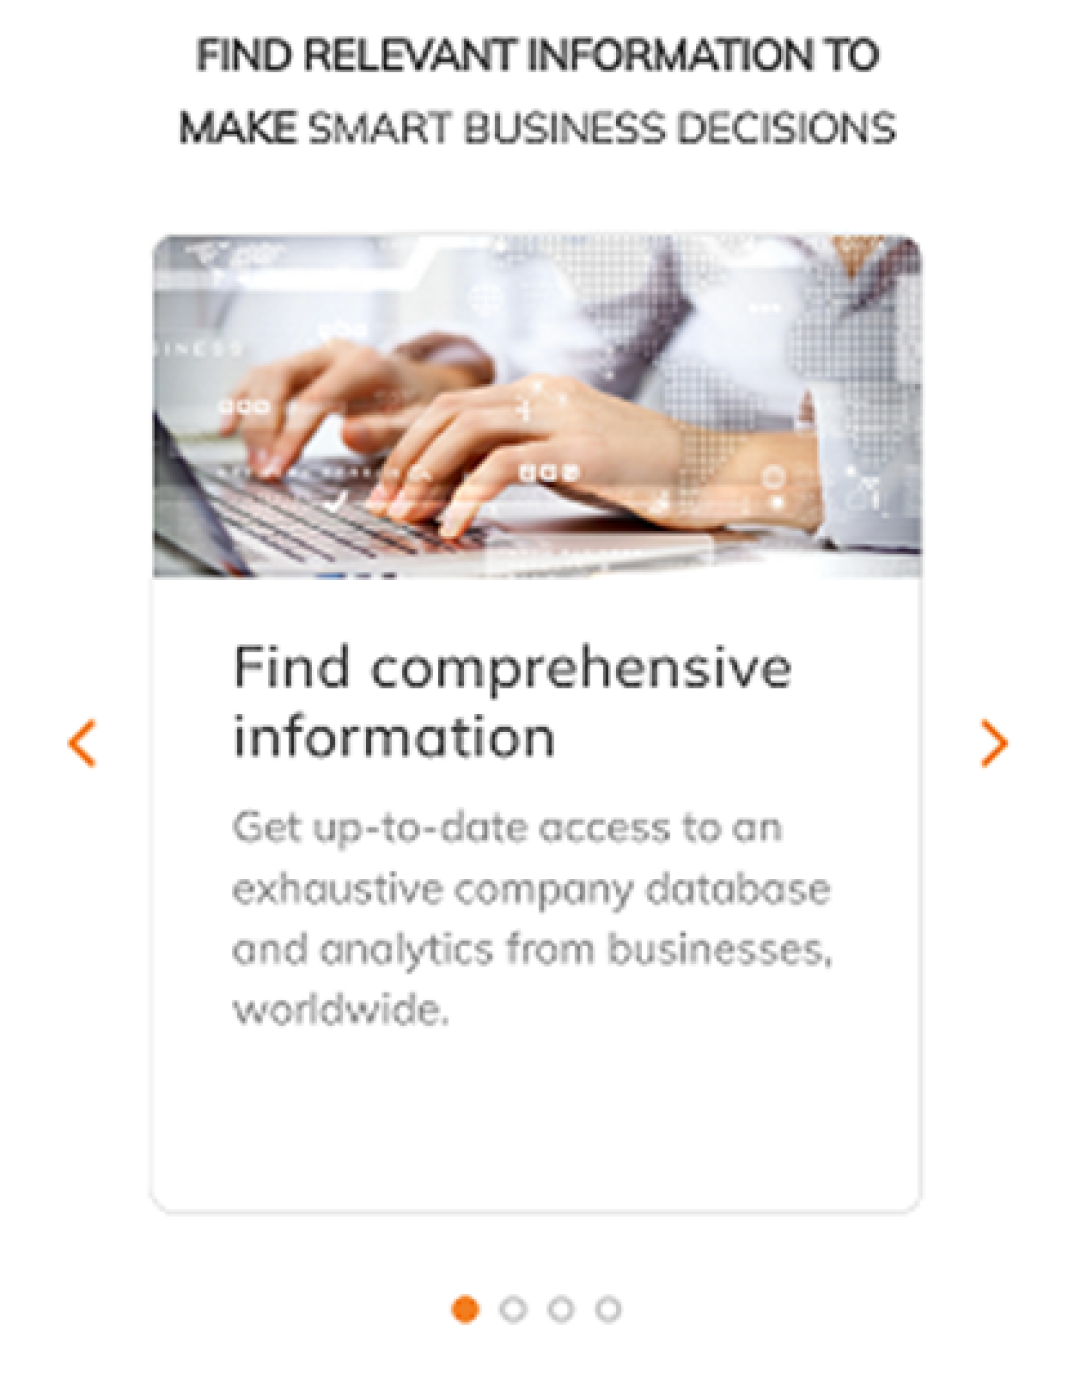 FIND RELEVANT INFORMATION TO
MAKE SMART BUSINESS DECISIONS
Find comprehensive
information
Get up-to-date access to an
exhaustive company database
and analytics from businesses,
worldwide.